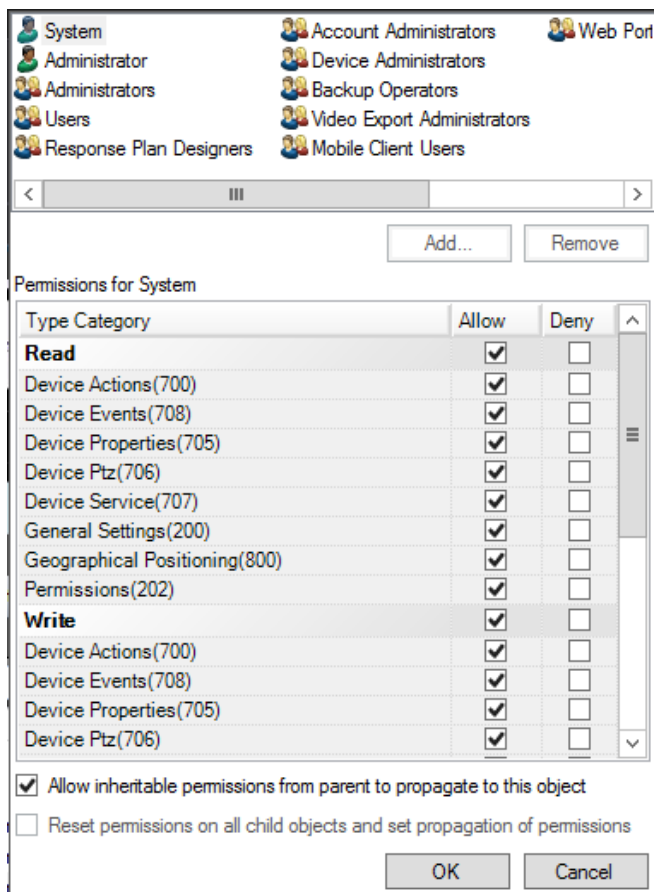 System
Administrator
Administrators
Users
Response Plan Designers
Account Administrators
Device Administrators
Backup Operators
Video Export Administrators
Mobile Client Users
Web Port
Add...
Remove
Permissions for System
Type Category Allow Deny
Read
Device Actions(700)
Device Events(708)
Device Properties(705)
Device Ptz(706)
Device Service(707)
General Settings(200)
Geographical Positioning(800)
Permissions(202)
Write
Device Actions(700)
Device Events(708)
Device Properties(705)
Device Ptz(706)
Allow inheritable permissions from parent to propagate to this object
Reset permissions on all child objects and set propagation of permissions
OK
Cancel